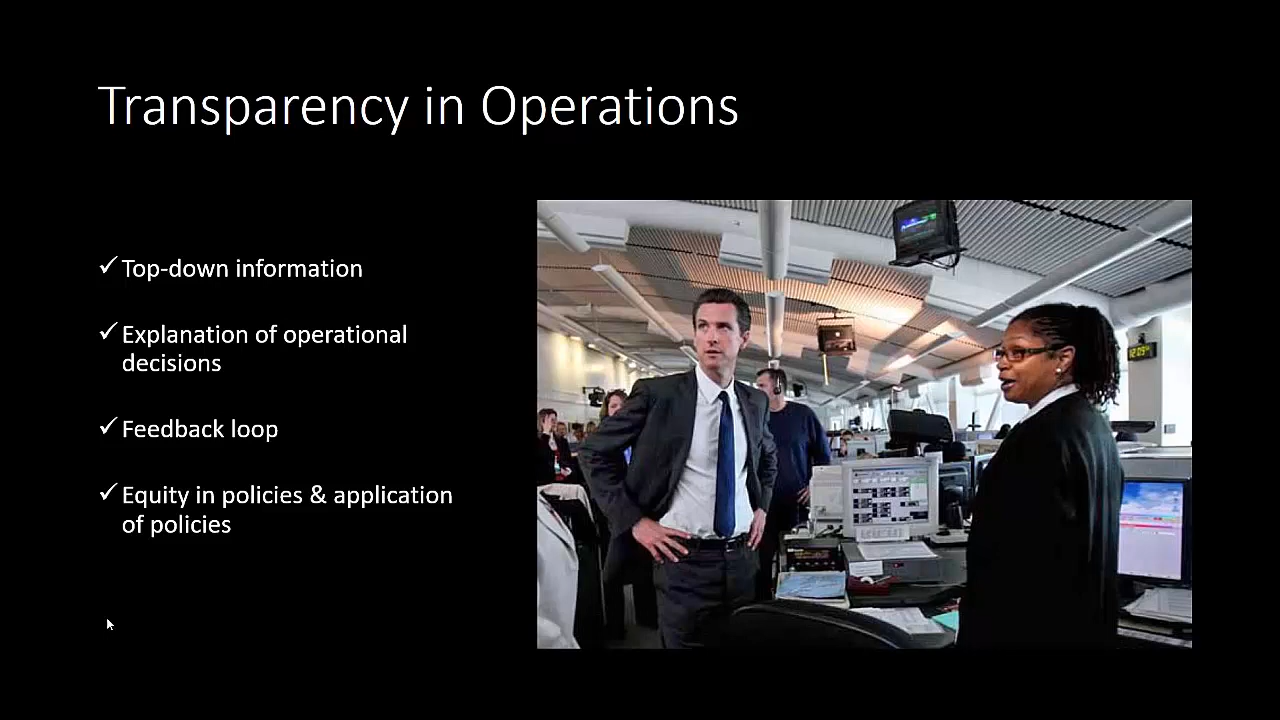 Transparency in Operations
Top-down information
Explanation of operational
decisions
Feedback loop
Equity in policies & application
of policies